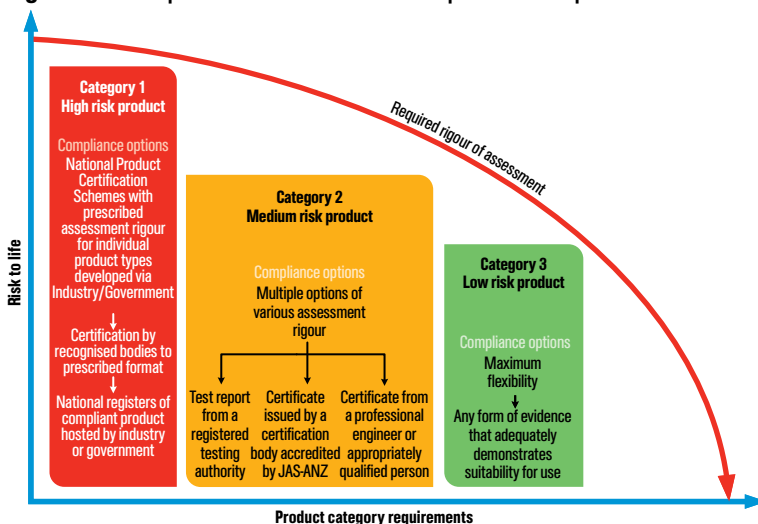 Category 1
High risk product
Compliance options
National Product
Certification
Schemes with
prescribed
assessment rigour
for individual
product types
developed via
Industry/Government
Certification by
recognised bodies to
prescribed format
National registers of
compliant product
hosted by industry
or government
Category 2
Medium risk product
Compliance options
Multiple options of
various assessment
rigour
Test report
from a
registered
testing
authority
Certificate
issued by a
certification
body accredited
by JAS-ANZ
Certificate from
a professional
engineer or
appropriately
qualified person
Category 3
Low risk product
Compliance options
Maximum
flexibility
Any form of evidence
that adequately
demonstrates
suitability for use
Required rigour of assessment
Risk to life
Product category requirements